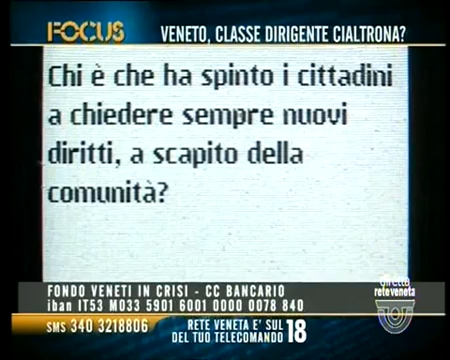 FOCUS
VENETO, CLASSE DIRIGENTE CIALTRONA?
Chi è che ha spinto i cittadini
a chiedere sempre nuovi
diritti, a scapito della
comunità?
diretta
reteveneta
FONDO VENETI IN CRISI - CC BANCARIO
iban IT53 M033 5901 6001 0000 0078 840
SMS 340 3218806
RETE VENETA E' SUL
DEL TUO TELECOMANDO 18